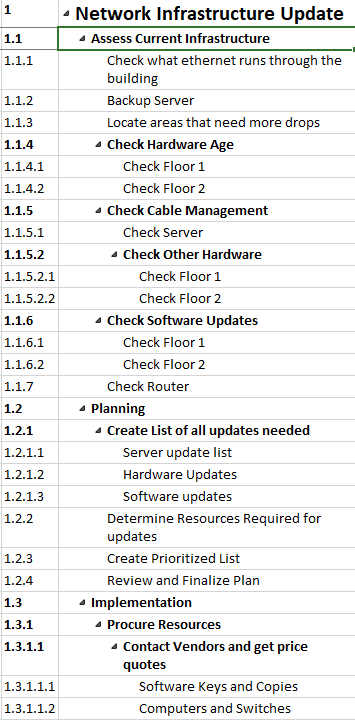 1 Network Infrastructure Update
1.1 Assess Current Infrastructure
1.1.1 Check what ethernet runs through the
building
1.1.2 Backup Server
1.1.3 Locate areas that need more drops
1.1.4 Check Hardware Age
1.1.4.1 Check Floor 1
1.1.4.2 Check Floor 2
1.1.5 Check Cable Management
1.1.5.1 Check Server
1.1.5.2 Check Other Hardware
1.1.5.2.1 Check Floor 1
1.1.5.2.2 Check Floor 2
1.1.6 Check Software Updates
1.1.6.1 Check Floor 1
1.1.6.2 Check Floor 2
1.1.7 Check Router
1.2 Planning
1.2.1 Create List of all updates needed
1.2.1.1 Server update list
1.2.1.2 Hardware Updates
1.2.1.3 Software updates
1.2.2 Determine Resources Required for
updates
1.2.3 Create Prioritized List
1.2.4 Review and Finalize Plan
1.3 Implementation
1.3.1 Procure Resources
1.3.1.1 Contact Vendors and get price
quotes
1.3.1.1.1 Software Keys and Copies
1.3.1.1.2 Computers and Switches